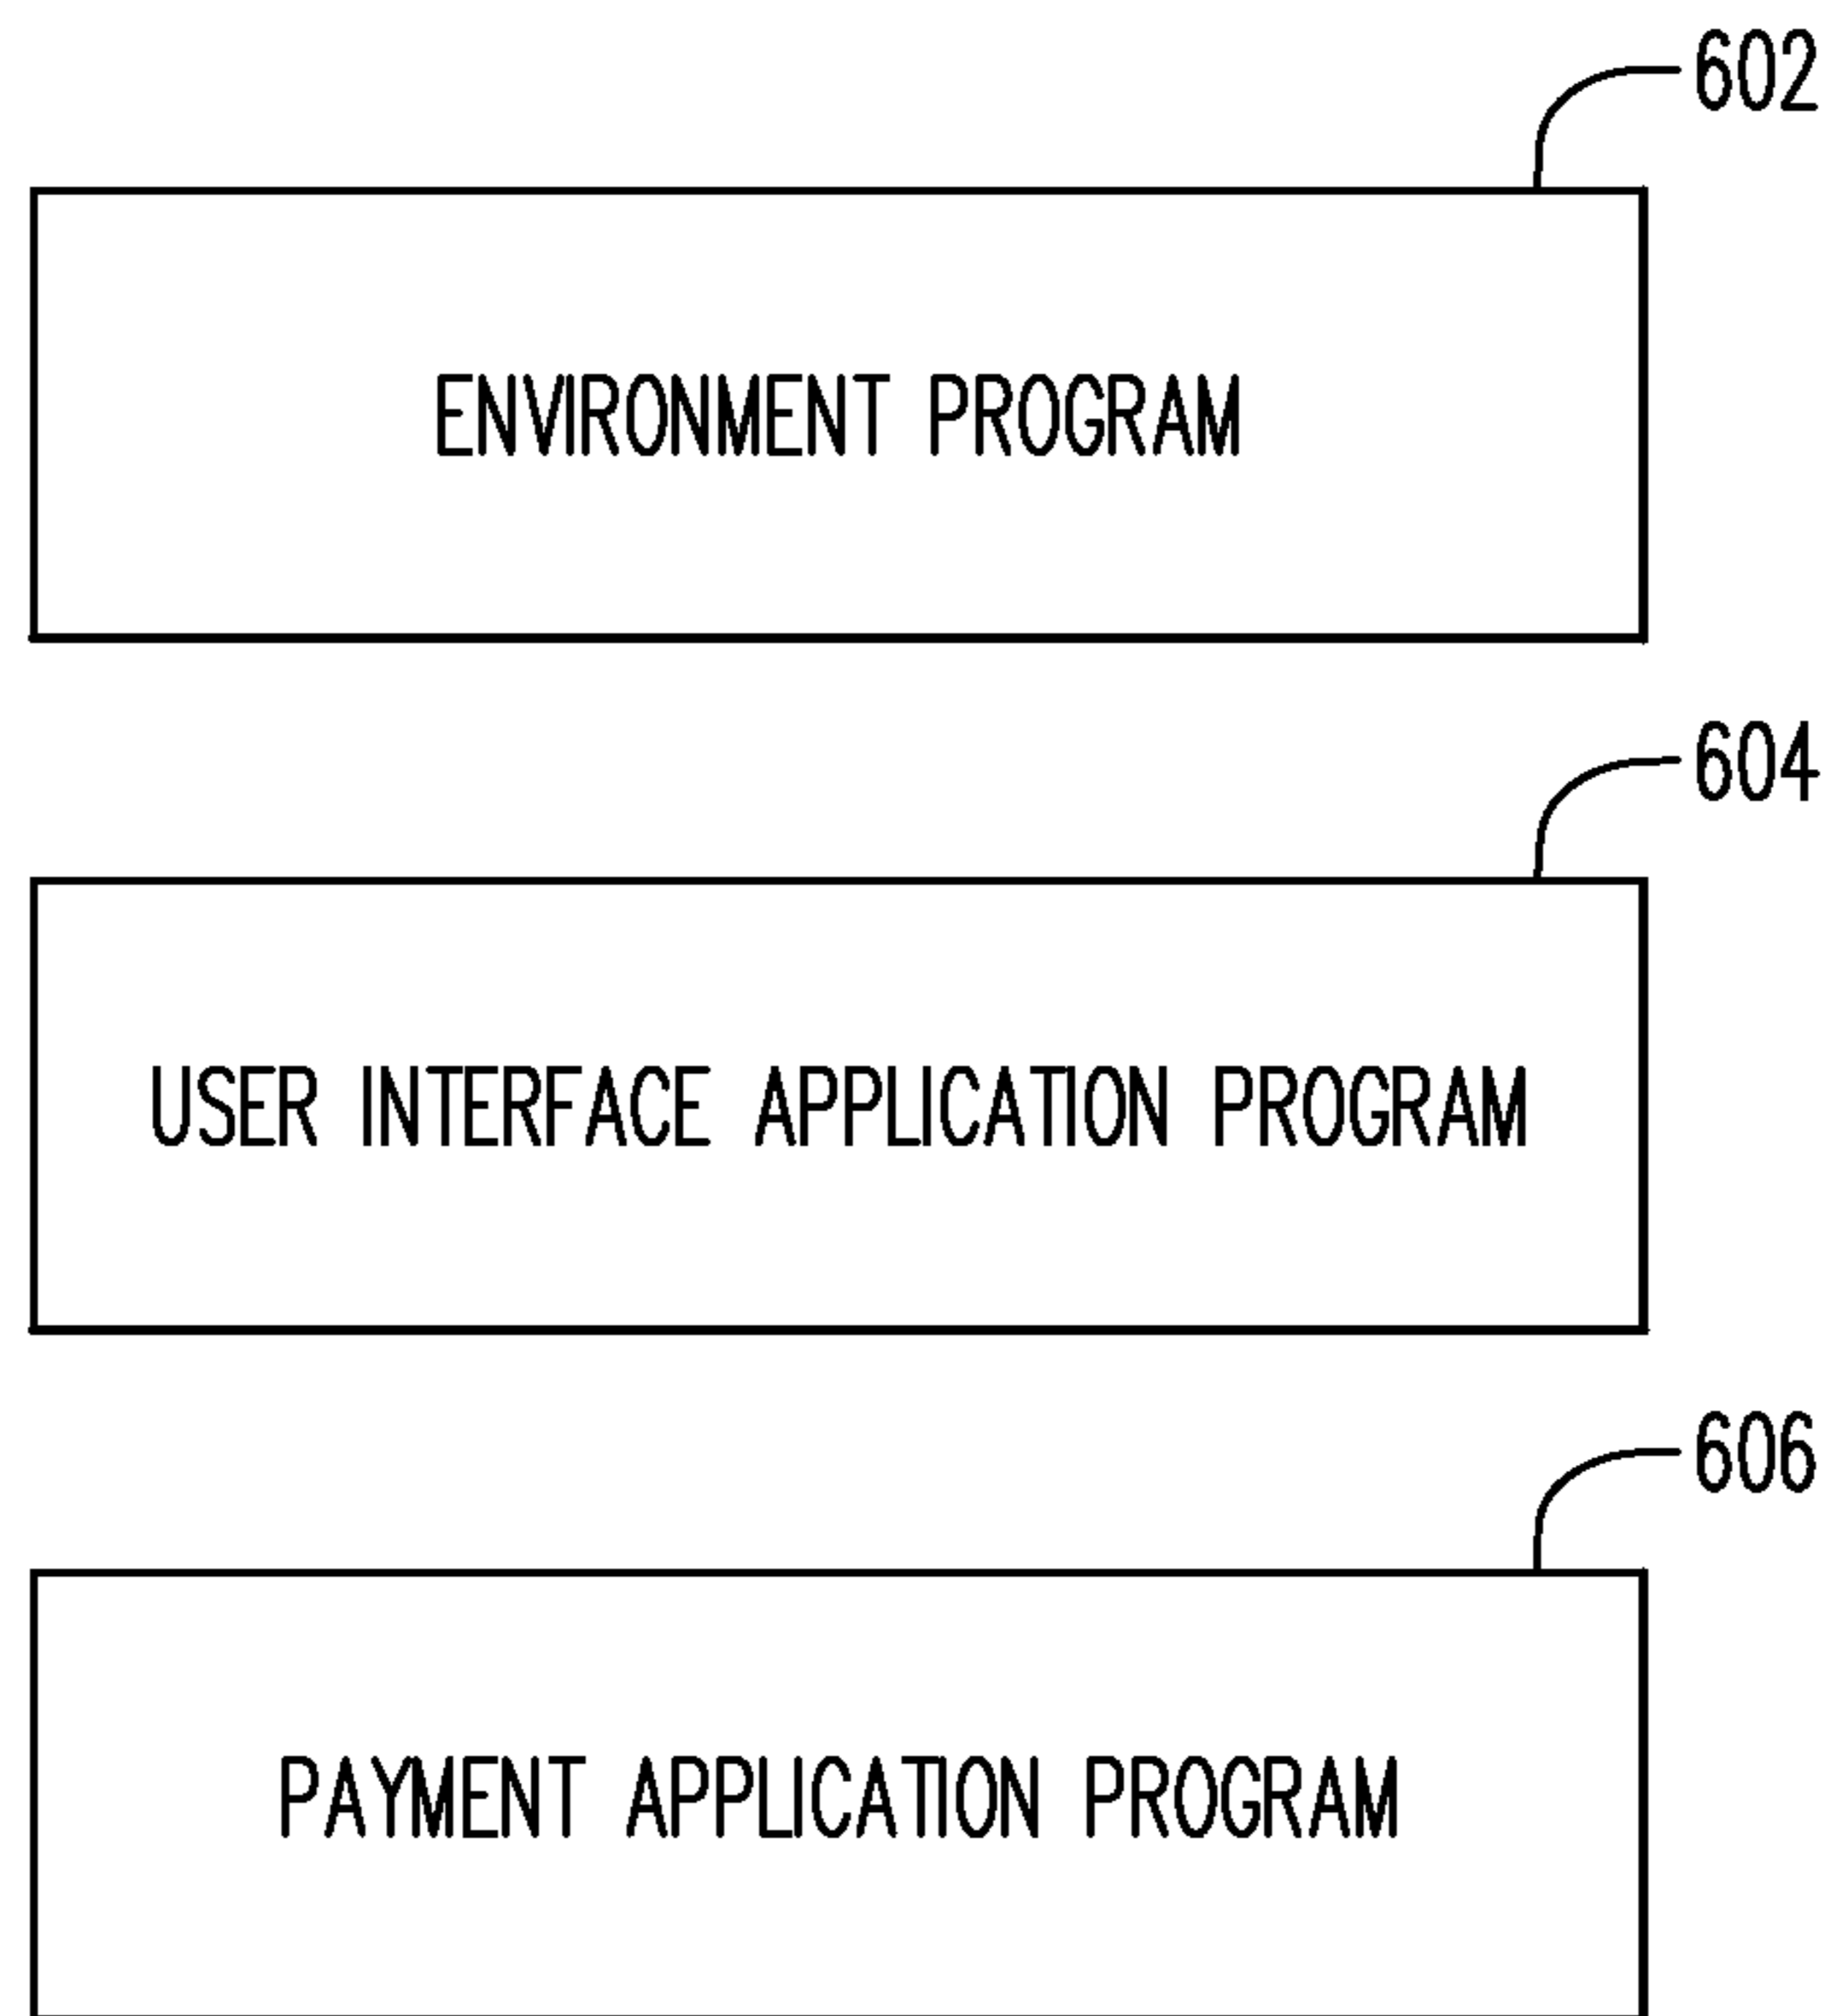 602
ENVIRONMENT PROGRAM
604
USER INTERFACE APPLICATION PROGRAM
606
PAYMENT APPLICATION PROGRAM